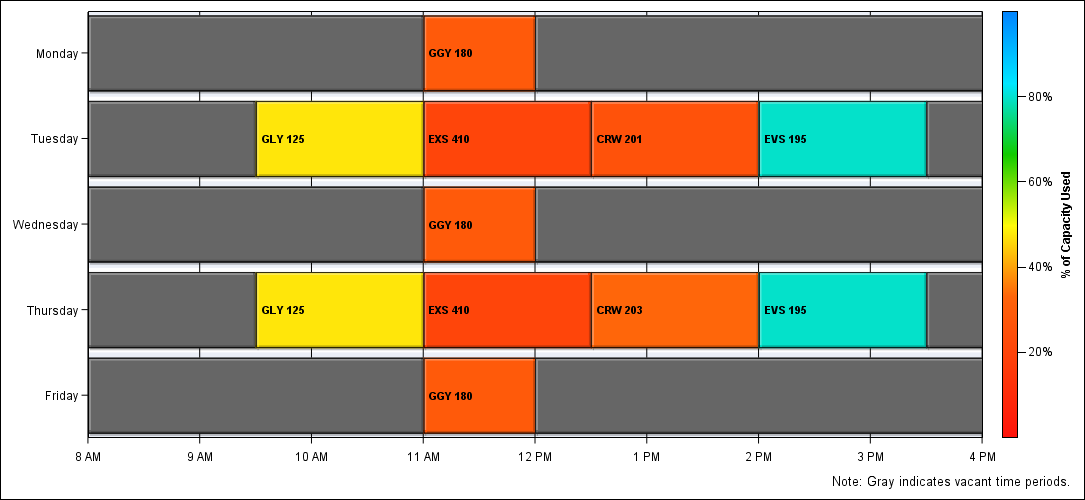 Monday
GGY 180
Tuesday
GLY 125
EXS 410
CRW 201
EVS 195
Wednesday
GGY 180
Thursday
GLY 125
EXS 410
CRW 203
EVS 195
Friday
GGY 180
8 AM
9 AM
10 AM
11 AM
12 PM
1 PM
2 PM
3 PM
4 PM
80%
60%
40%
20%
% of Capacity Used
Note: Gray indicates vacant time periods.